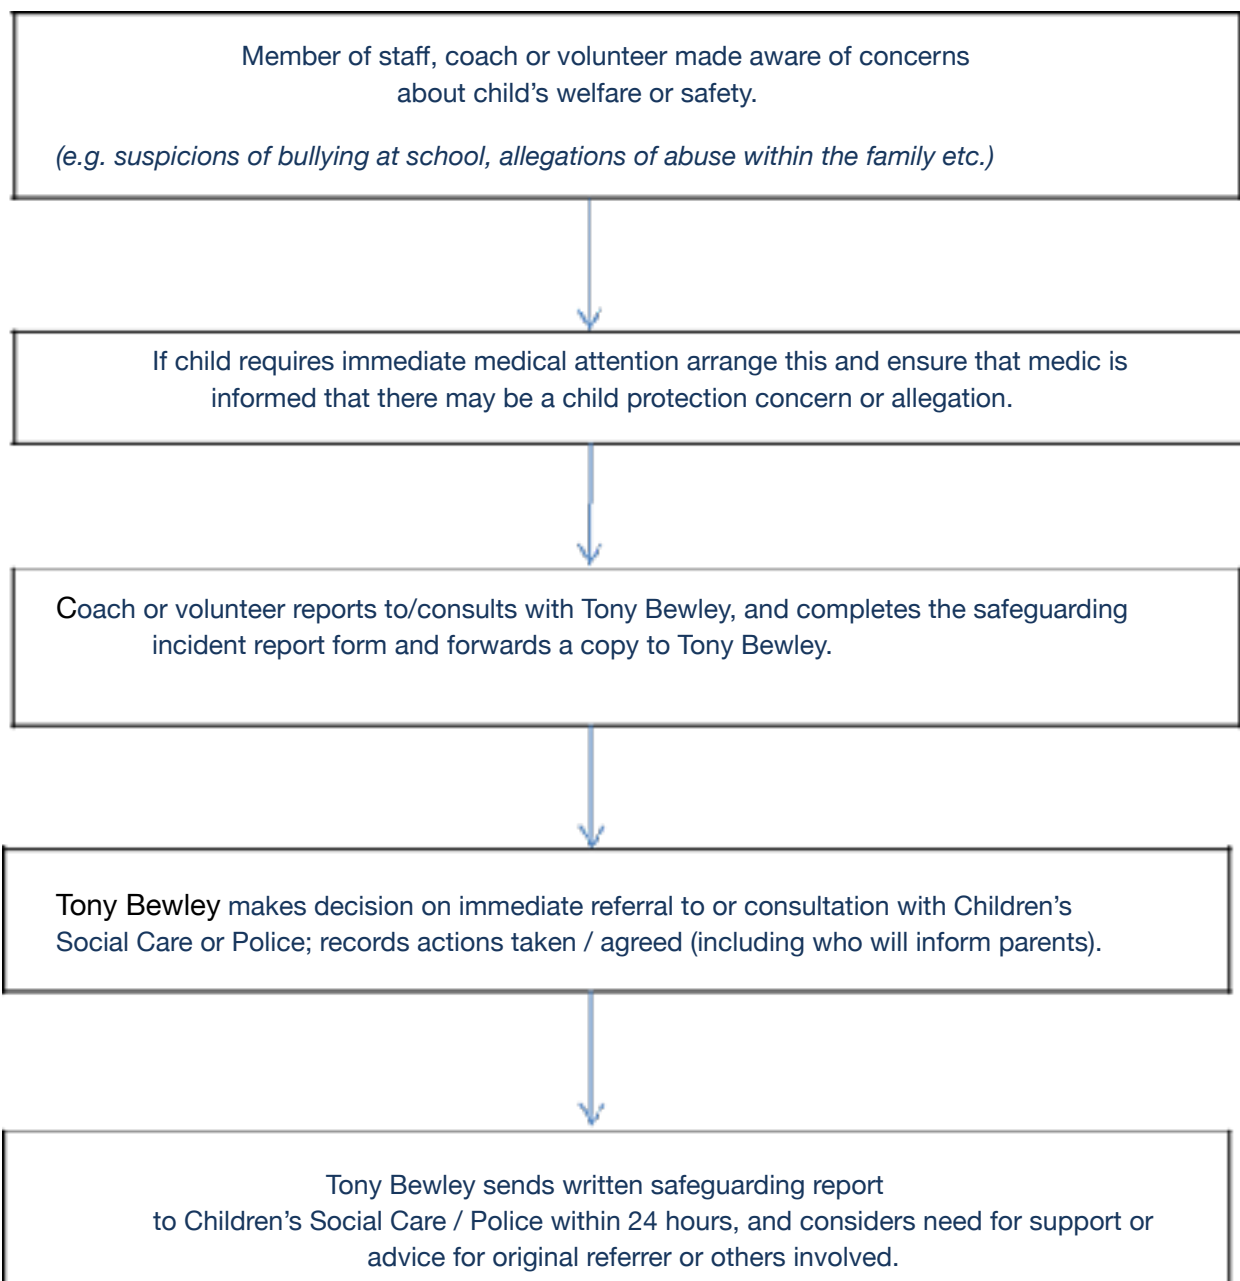 Member of staff, coach or volunteer made aware of concerns
about child’s welfare or safety.
(e.g. suspicions of bullying at school, allegations of abuse within the family etc.)
If child requires immediate medical attention arrange this and ensure that medic is
informed that there may be a child protection concern or allegation.
Coach or volunteer reports to/consults with Tony Bewley, and completes the safeguarding
incident report form and forwards a copy to Tony Bewley.
Tony Bewley makes decision on immediate referral to or consultation with Children’s
Social Care or Police; records actions taken / agreed (including who will inform parents).
Tony Bewley sends written safeguarding report
to Children’s Social Care / Police within 24 hours, and considers need for support or
advice for original referrer or others involved.